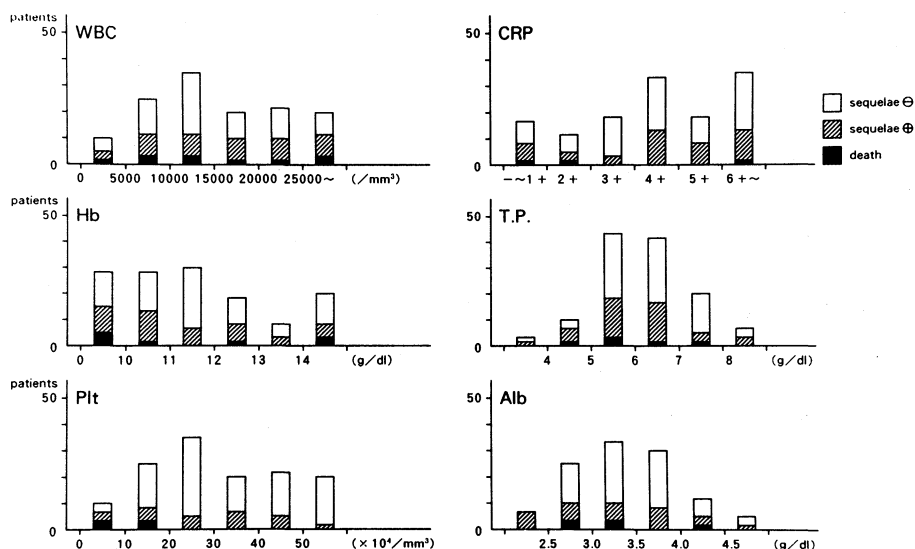 patients
50
WBC
0
0 5000 10000 15000 20000 25000～ (/mm³)
50
CRP
0
－～1+ 2+ 3+ 4+ 5+ 6+～
sequelae ⊖
sequelae ⊕
death
patients
50
Hb
0
0 10 11 12 13 14 (g/dl)
50
T.P.
0
4 5 6 7 8 (g/dl)
patients
50
Plt
0
0 10 20 30 40 50 (×10⁴/mm³)
50
Alb
0
2.5 3.0 3.5 4.0 4.5 (g/dl)